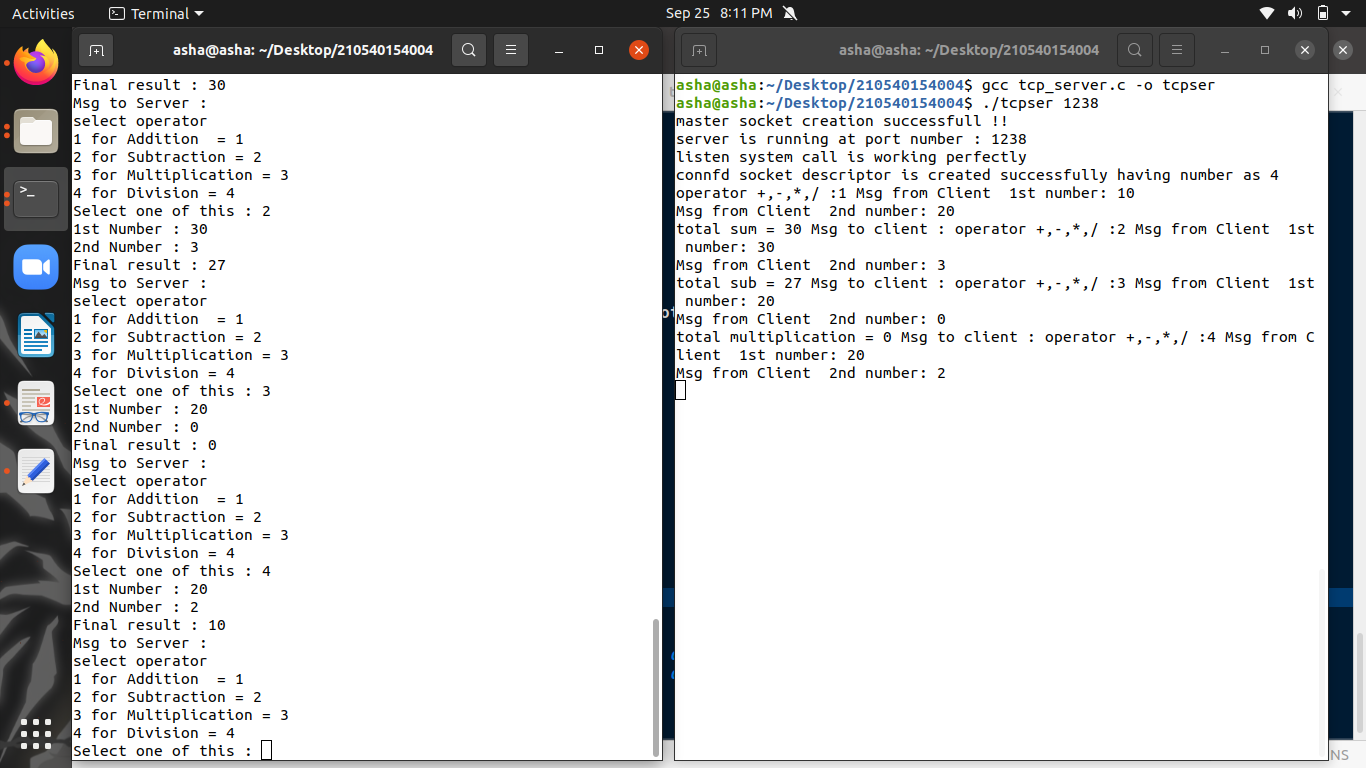 Activities
Terminal
Sep 25 8:11 PM
asha@asha: ~/Desktop/210540154004
Final result : 30
Msg to Server :
select operator
1 for Addition  = 1
2 for Subtraction = 2
3 for Multiplication = 3
4 for Division = 4
Select one of this : 2
1st Number : 30
2nd Number : 3
Final result : 27
Msg to Server :
select operator
1 for Addition  = 1
2 for Subtraction = 2
3 for Multiplication = 3
4 for Division = 4
Select one of this : 3
1st Number : 20
2nd Number : 0
Final result : 0
Msg to Server :
select operator
1 for Addition  = 1
2 for Subtraction = 2
3 for Multiplication = 3
4 for Division = 4
Select one of this : 4
1st Number : 20
2nd Number : 2
Final result : 10
Msg to Server :
select operator
1 for Addition  = 1
2 for Subtraction = 2
3 for Multiplication = 3
4 for Division = 4
Select one of this :
asha@asha: ~/Desktop/210540154004
asha@asha:~/Desktop/210540154004$ gcc tcp_server.c -o tcpser
asha@asha:~/Desktop/210540154004$ ./tcpser 1238
master socket creation successfull !!
server is running at port number : 1238
listen system call is working perfectly
connfd socket descriptor is created successfully having number as 4
operator +,-,*,/ :1 Msg from Client  1st number: 10
Msg from Client  2nd number: 20
total sum = 30 Msg to client : operator +,-,*,/ :2 Msg from Client  1st
 number: 30
Msg from Client  2nd number: 3
total sub = 27 Msg to client : operator +,-,*,/ :3 Msg from Client  1st
 number: 20
Msg from Client  2nd number: 0
total multiplication = 0 Msg to client : operator +,-,*,/ :4 Msg from C
lient  1st number: 20
Msg from Client  2nd number: 2
NS